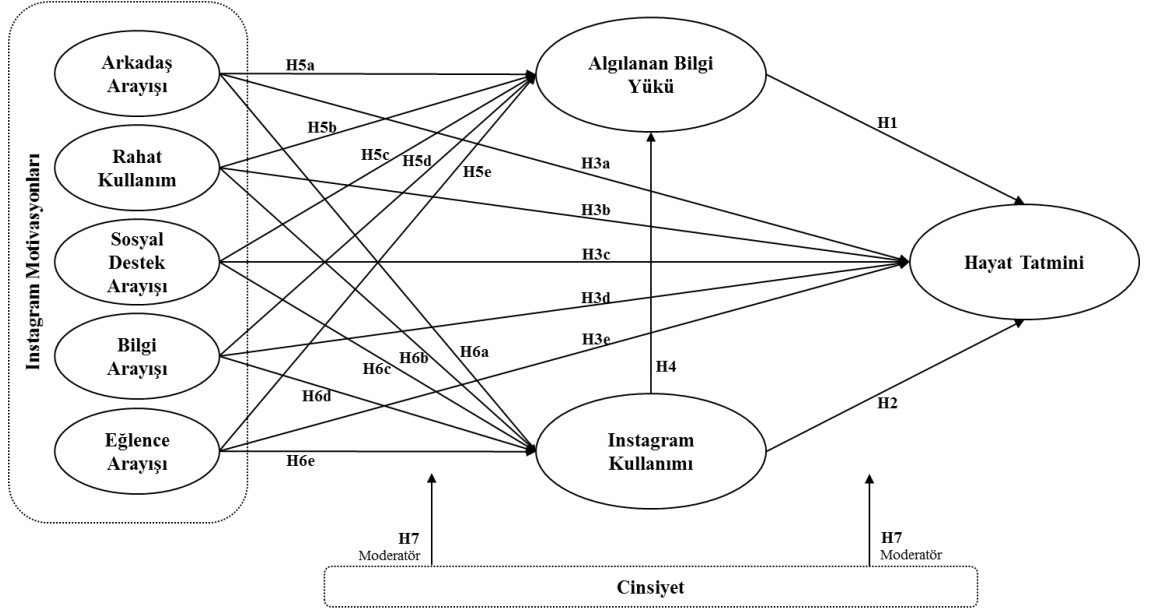 Instagram Motivasyonları
Arkadaş
Arayışı
Rahat
Kullanım
Sosyal
Destek
Arayışı
Bilgi
Arayışı
Eğlence
Arayışı
H5a
H5b
H5c
H5d
H5e
Algılanan Bilgi
Yükü
H1
H3a
H3b
H3c
H3d
H3e
Hayat Tatmini
H6a
H6b
H6c
H6d
H6e
H4
H2
Instagram
Kullanımı
H7
Moderatör
H7
Moderatör
Cinsiyet